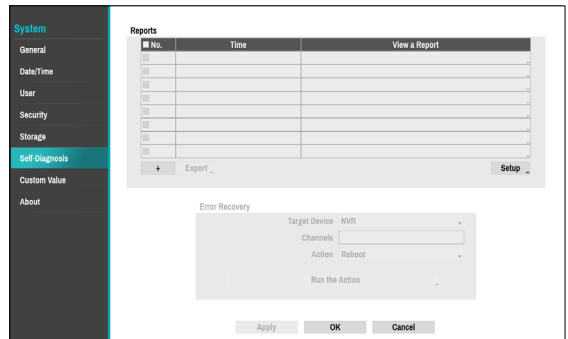 System
General
Date/Time
User
Security
Storage
Self-Diagnosis
Custom Value
About
Reports
No. Time View a Report
+ Export Setup
Error Recovery
Target Device NVR
Channels
Action Reboot
Run the Action
Apply OK Cancel